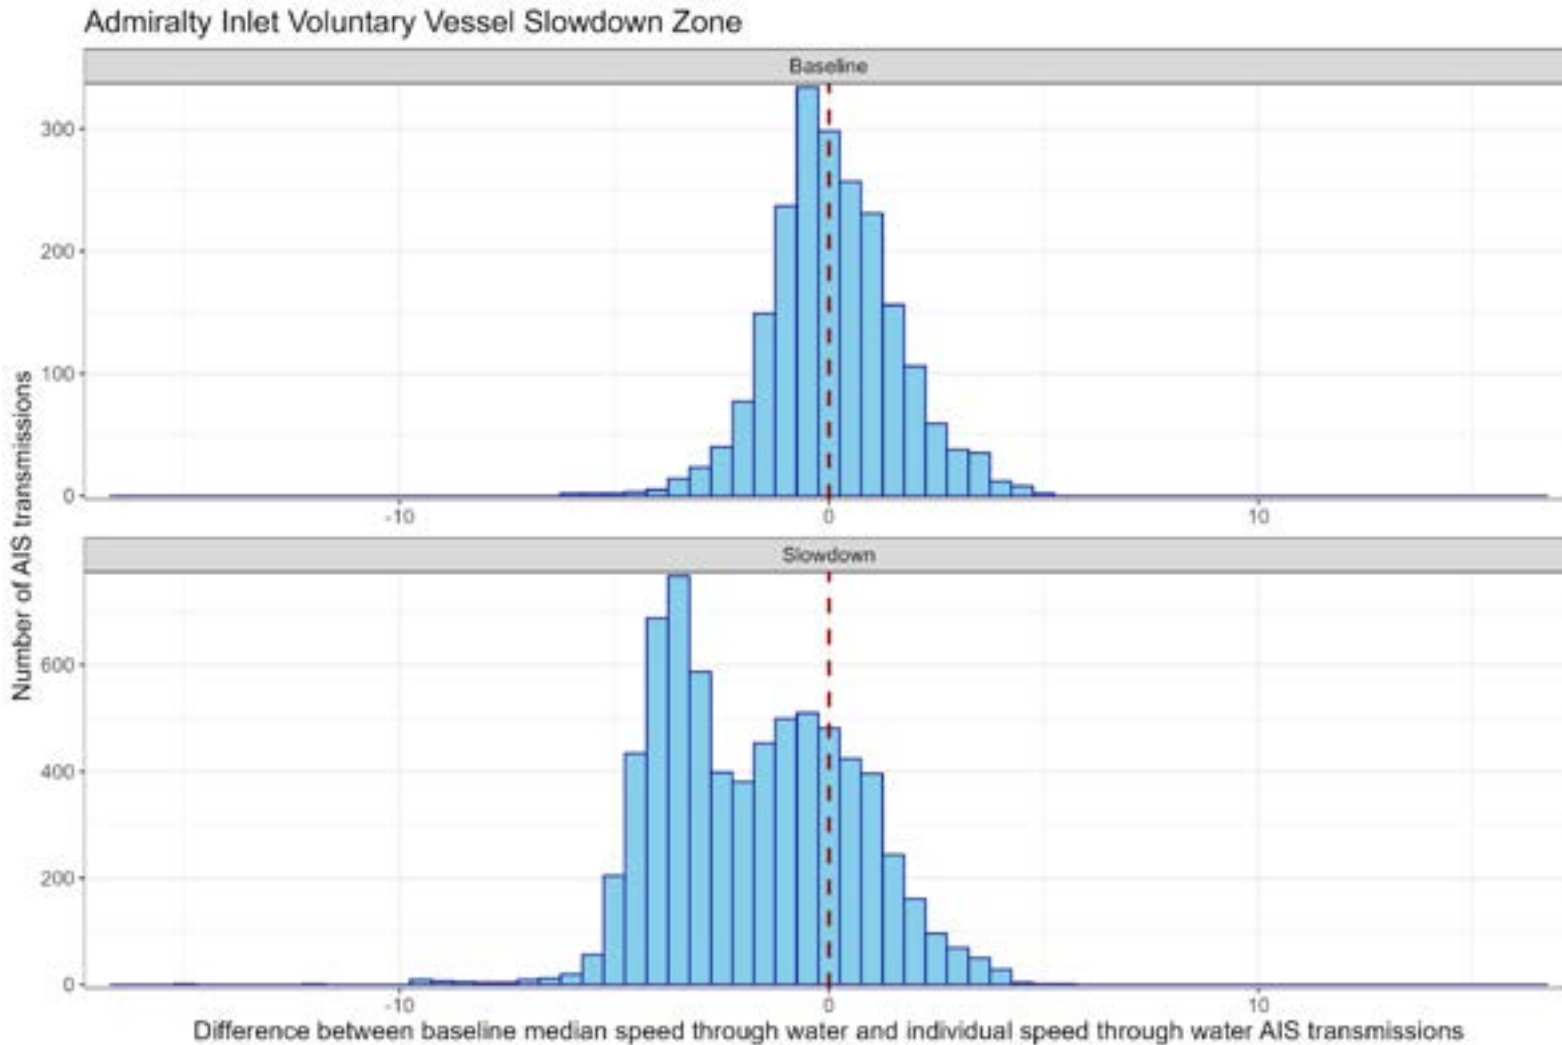 Admiralty Inlet Voluntary Vessel Slowdown Zone
Baseline
300
200
100
0
-10
0
10
Number of AIS transmissions
Slowdown
600
400
200
0
-10
0
10
Difference between baseline median speed through water and individual speed through water AIS transmissions